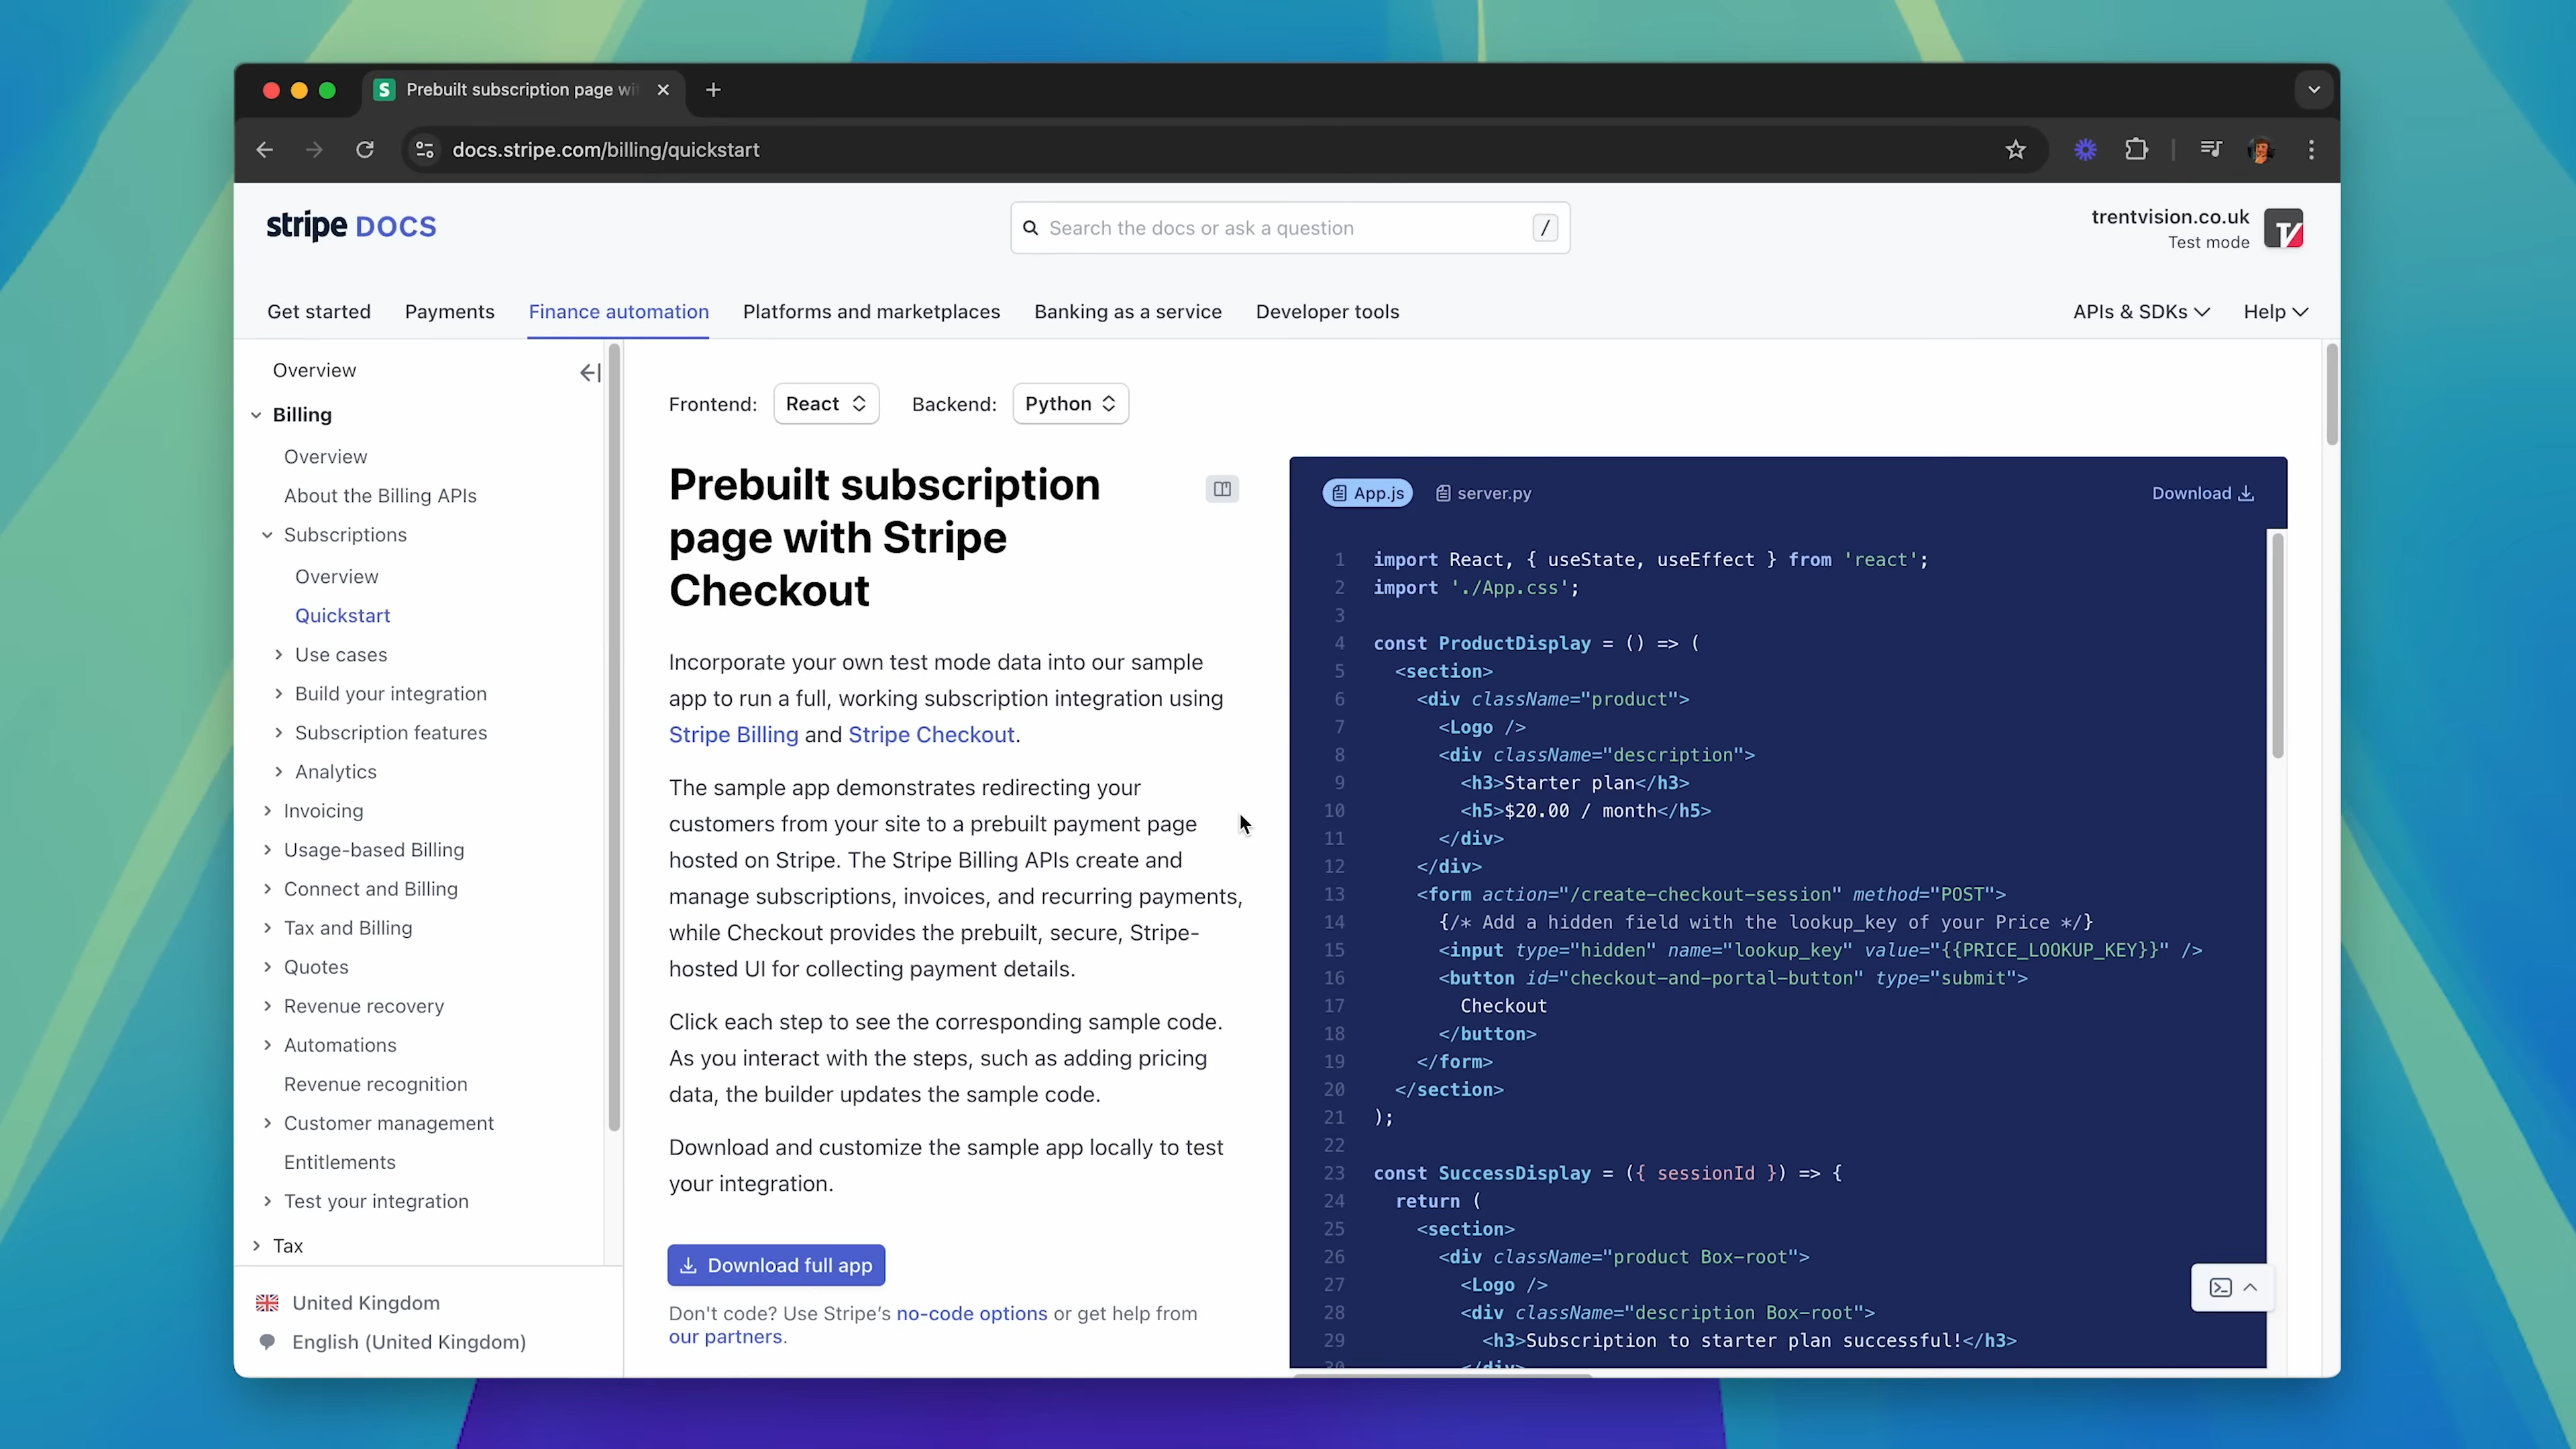 Prebuilt subscription page wi
docs.stripe.com/billing/quickstart
stripe DOCS
Search the docs or ask a question
/
trentvision.co.uk
Test mode
Get started
Payments
Finance automation
Platforms and marketplaces
Banking as a service
Developer tools
APIs & SDKs
Help
Overview
Billing
Overview
About the Billing APIs
Subscriptions
Overview
Quickstart
Use cases
Build your integration
Subscription features
Analytics
Invoicing
Usage-based Billing
Connect and Billing
Tax and Billing
Quotes
Revenue recovery
Automations
Revenue recognition
Customer management
Entitlements
Test your integration
Tax
United Kingdom
English (United Kingdom)
Frontend: React Backend: Python
Prebuilt subscription
page with Stripe
Checkout
Incorporate your own test mode data into our sample
app to run a full, working subscription integration using
Stripe Billing and Stripe Checkout.
The sample app demonstrates redirecting your
customers from your site to a prebuilt payment page
hosted on Stripe. The Stripe Billing APIs create and
manage subscriptions, invoices, and recurring payments,
while Checkout provides the prebuilt, secure, Stripe-
hosted UI for collecting payment details.
Click each step to see the corresponding sample code.
As you interact with the steps, such as adding pricing
data, the builder updates the sample code.
Download and customize the sample app locally to test
your integration.
Download full app
Don't code? Use Stripe's no-code options or get help from
our partners.
App.js
server.py
Download
1 import React, { useState, useEffect } from 'react';
2 import './App.css';
3
4 const ProductDisplay = () => (
5 <section>
6 <div className="product">
7 <Logo />
8 <div className="description">
9 <h3>Starter plan</h3>
10 <h5>$20.00 / month</h5>
11 </div>
12 </div>
13 <form action="/create-checkout-session" method="POST">
14 {/* Add a hidden field with the lookup_key of your Price */}
15 <input type="hidden" name="lookup_key" value="{{PRICE_LOOKUP_KEY}}" />
16 <button id="checkout-and-portal-button" type="submit">
17 Checkout
18 </button>
19 </form>
20 </section>
21 );
22
23 const SuccessDisplay = ({ sessionId }) => {
24 return (
25 <section>
26 <div className="product Box-root">
27 <Logo />
28 <div className="description Box-root">
29 <h3>Subscription to starter plan successful!</h3>
30 </div>